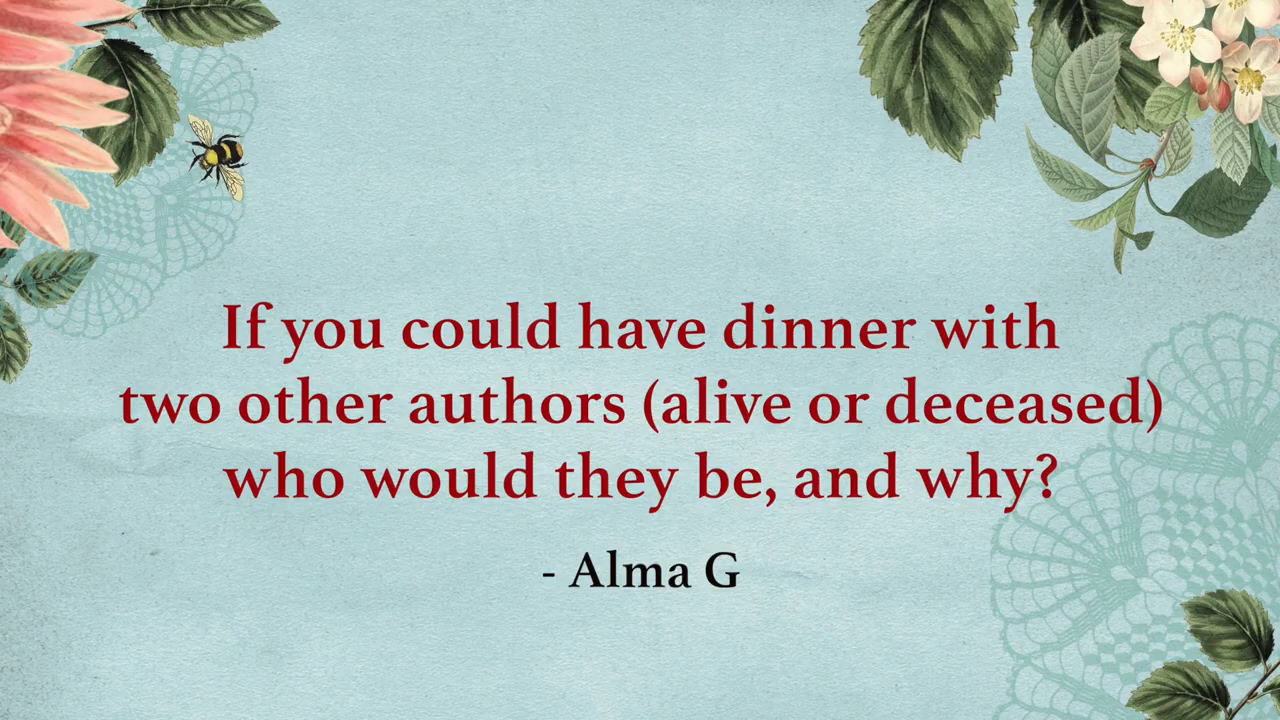 If you could have dinner with
two other authors (alive or deceased)
who would they be, and why?
- Alma G